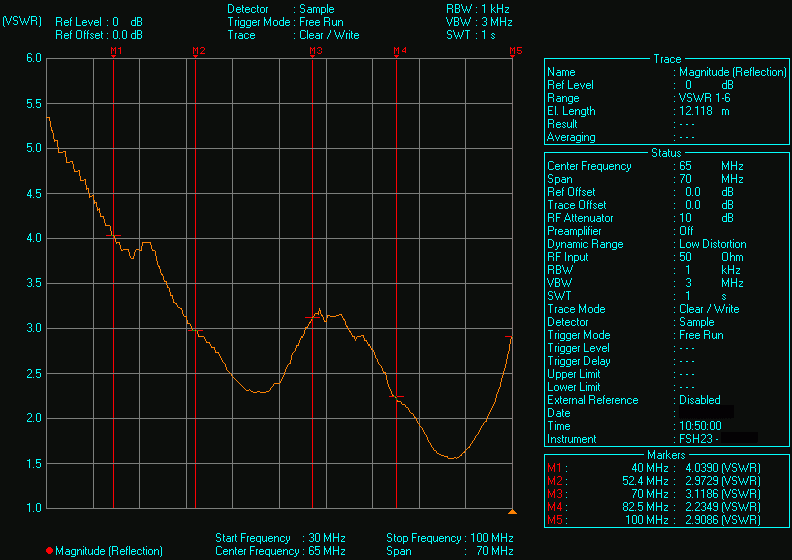 Detector : Sample RBW : 1 kHz
(VSWR) Ref Level : 0 dB Trigger Mode : Free Run VBW : 3 MHz
Ref Offset : 0.0 dB Trace : Clear / Write SWT : 1 s
M1 M2 M3 M4 M5
6.0
5.5
5.0
4.5
4.0
3.5
3.0
2.5
2.0
1.5
1.0
Start Frequency : 30 MHz Stop Frequency : 100 MHz
Magnitude (Reflection) Center Frequency : 65 MHz Span : 70 MHz
Trace
Name : Magnitude (Reflection)
Ref Level : 0 dB
Range : VSWR 1-6
El. Length : 12.118 m
Result : - - -
Averaging : - - -
Status
Center Frequency : 65 MHz
Span : 70 MHz
Ref Offset : 0.0 dB
Trace Offset : 0.0 dB
RF Attenuator : 10 dB
Preamplifier : Off
Dynamic Range : Low Distortion
RF Input : 50 Ohm
RBW : 1 kHz
VBW : 3 MHz
SWT : 1 s
Trace Mode : Clear / Write
Detector : Sample
Trigger Mode : Free Run
Trigger Level : - - -
Trigger Delay : - - -
Upper Limit : - - -
Lower Limit : - - -
External Reference : Disabled
Date :
Time : 10:50:00
Instrument : FSH23 -
Markers
M1 : 40 MHz : 4.0390 (VSWR)
M2 : 52.4 MHz : 2.9729 (VSWR)
M3 : 70 MHz : 3.1186 (VSWR)
M4 : 82.5 MHz : 2.2349 (VSWR)
M5 : 100 MHz : 2.9086 (VSWR)